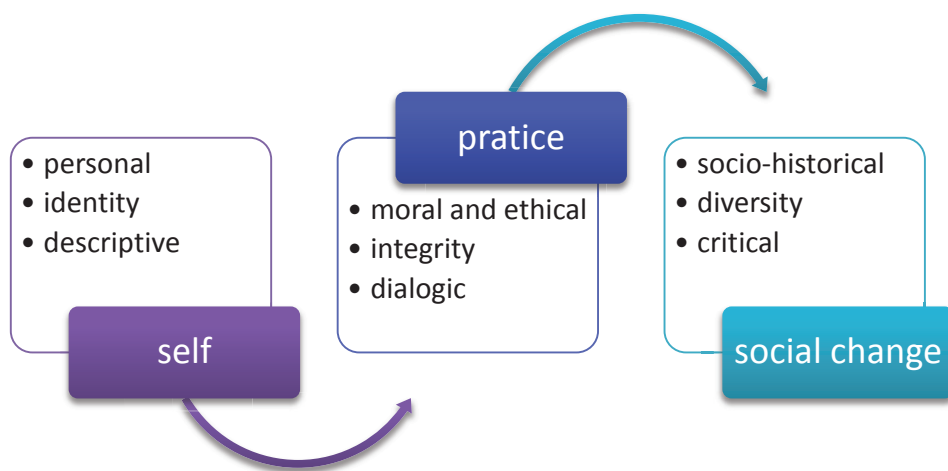 • personal
• identity
• descriptive
self
pratice
• moral and ethical
• integrity
• dialogic
• socio-historical
• diversity
• critical
social change